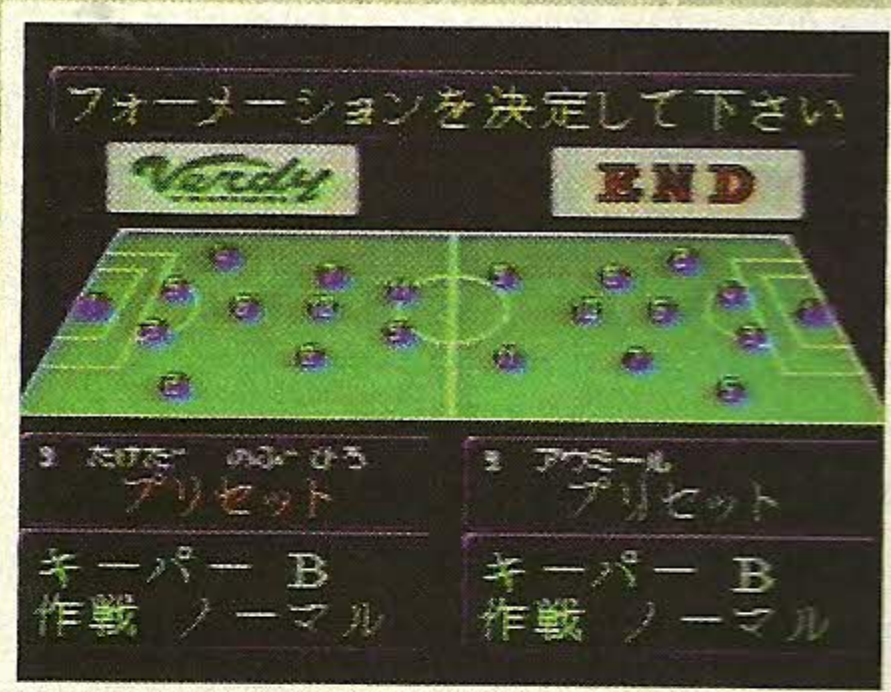 フォーメーションを決定して下さい
Verdy END
9 たけだ のぶひろ
プリセット
アウミール
プリセット
キーパー B
作戦 ノーマル
キーパー B
作戦 ノーマル